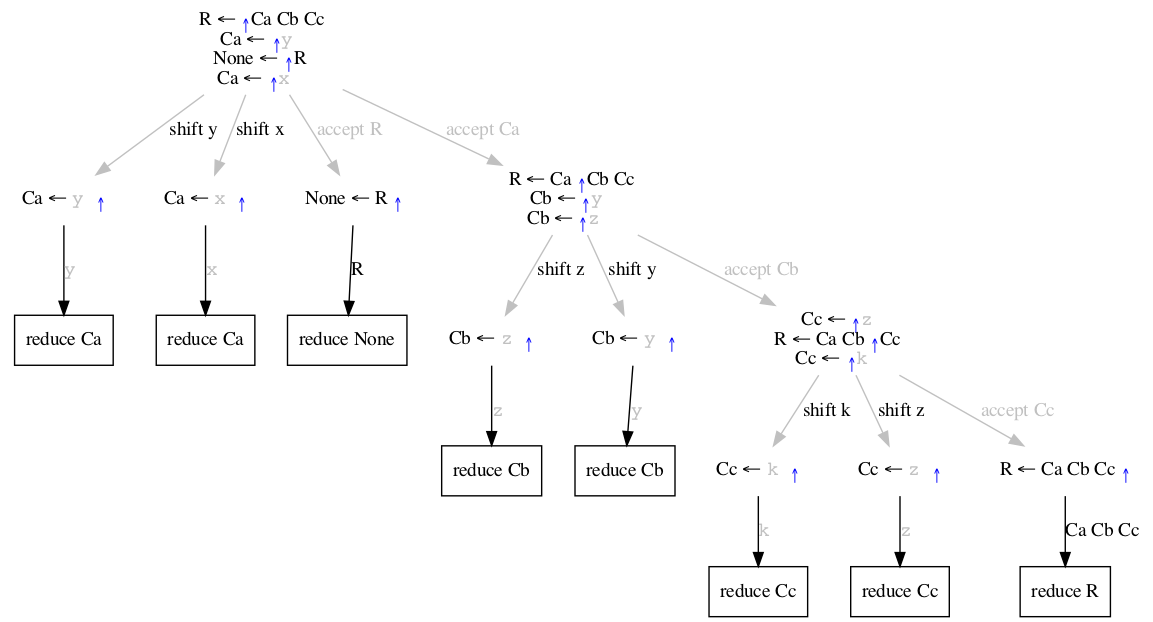 R ← ↑ Ca Cb Cc
Ca ← ↑ y
None ← ↑ R
Ca ← ↑ x
shift y
shift x
accept R
accept Ca
Ca ← y ↑
Ca ← x ↑
None ← R ↑
R ← Ca ↑ Cb Cc
Cb ← ↑ y
Cb ← ↑ z
y
x
R
shift z
shift y
accept Cb
reduce Ca
reduce Ca
reduce None
Cb ← z ↑
Cb ← y ↑
Cc ← ↑ z
R ← Ca Cb ↑ Cc
Cc ← ↑ k
z
y
shift k
shift z
accept Cc
reduce Cb
reduce Cb
Cc ← k ↑
Cc ← z ↑
R ← Ca Cb Cc ↑
k
z
Ca Cb Cc
reduce Cc
reduce Cc
reduce R